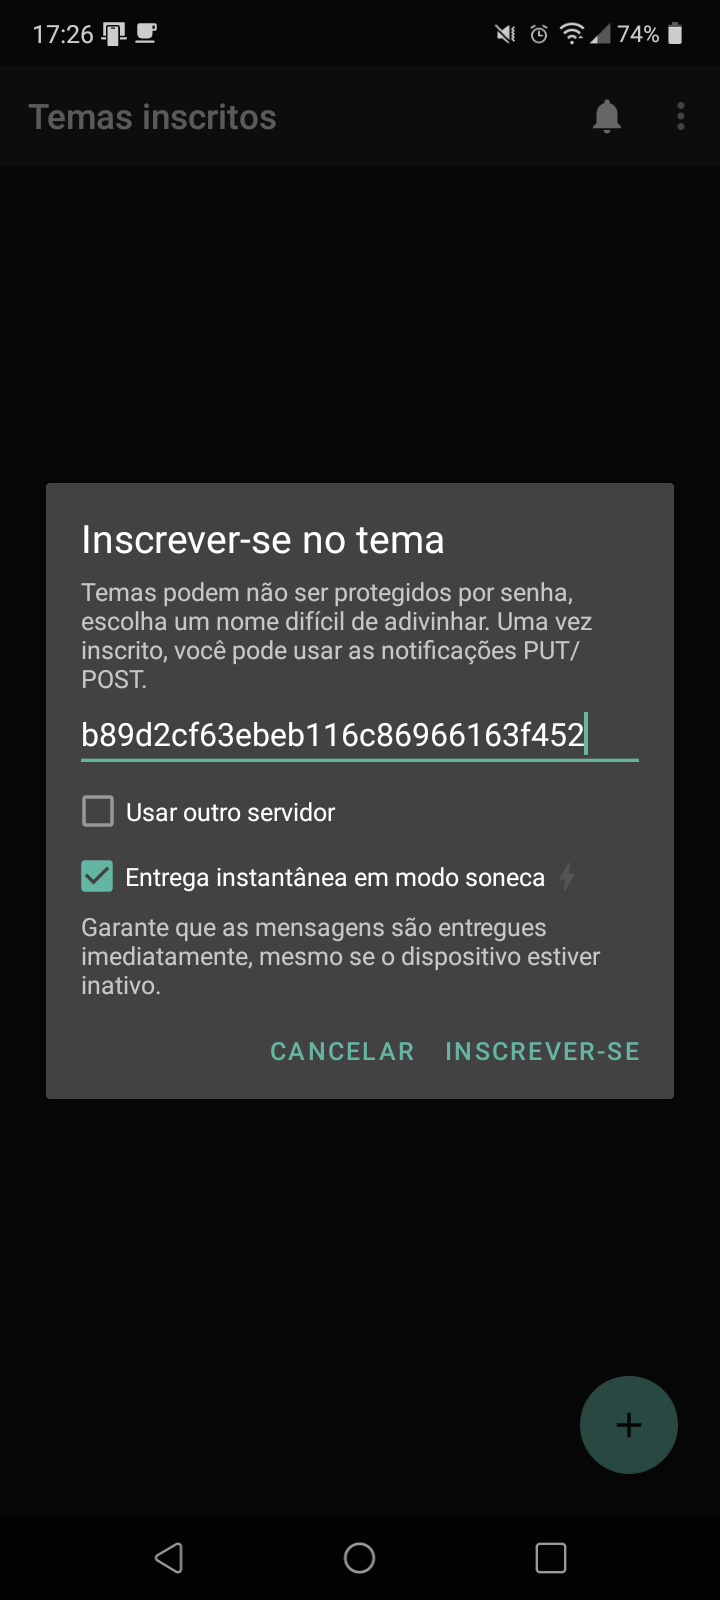 17:26
74%
Temas inscritos
Inscrever-se no tema
Temas podem não ser protegidos por senha,
escolha um nome difícil de adivinhar. Uma vez
inscrito, você pode usar as notificações PUT/
POST.
b89d2cf63ebeb116c86966163f452
Usar outro servidor
Entrega instantânea em modo soneca
Garante que as mensagens são entregues
imediatamente, mesmo se o dispositivo estiver
inativo.
CANCELAR INSCREVER-SE